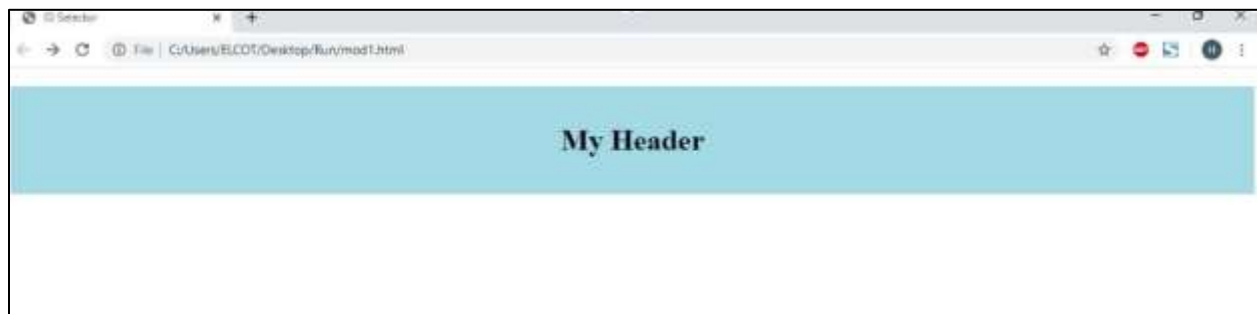 ID Selector
File | C:/Users/ELCOT/Desktop/Run/mod1.html
My Header